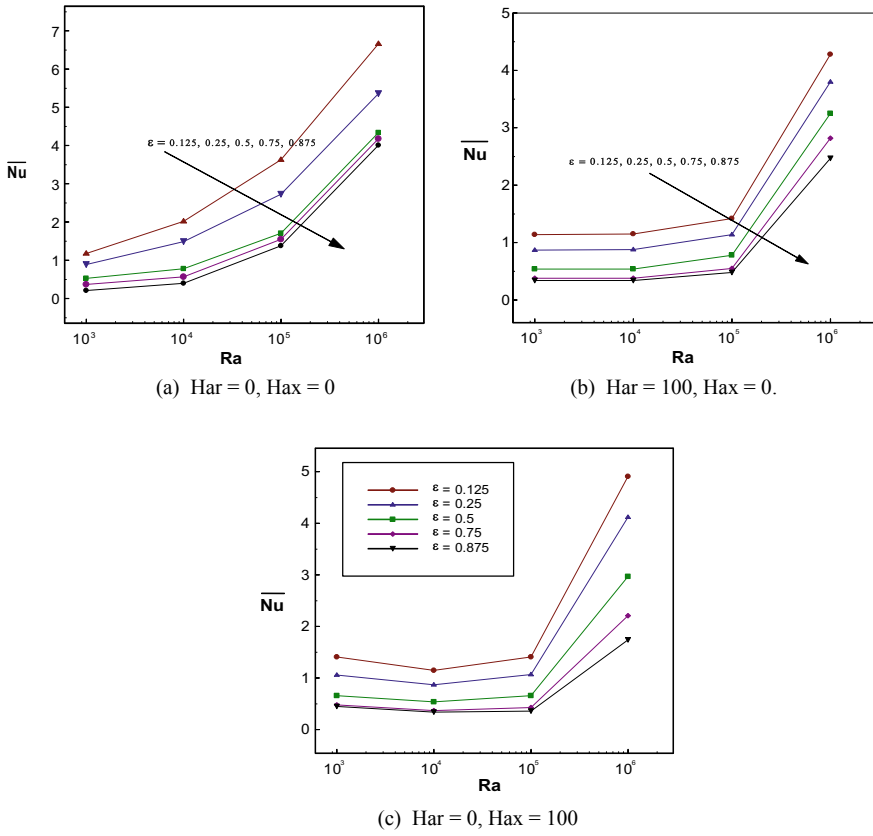 7
6
5
4
3
2
1
0
Nu
ε = 0.125, 0.25, 0.5, 0.75, 0.875
10³ 10⁴ 10⁵ 10⁶
Ra
(a) Har = 0, Hax = 0
5
4
3
2
1
0
Nu
ε = 0.125, 0.25, 0.5, 0.75, 0.875
10³ 10⁴ 10⁵ 10⁶
Ra
(b) Har = 100, Hax = 0.
5
4
3
2
1
0
Nu
ε = 0.125
ε = 0.25
ε = 0.5
ε = 0.75
ε = 0.875
10³ 10⁴ 10⁵ 10⁶
Ra
(c) Har = 0, Hax = 100